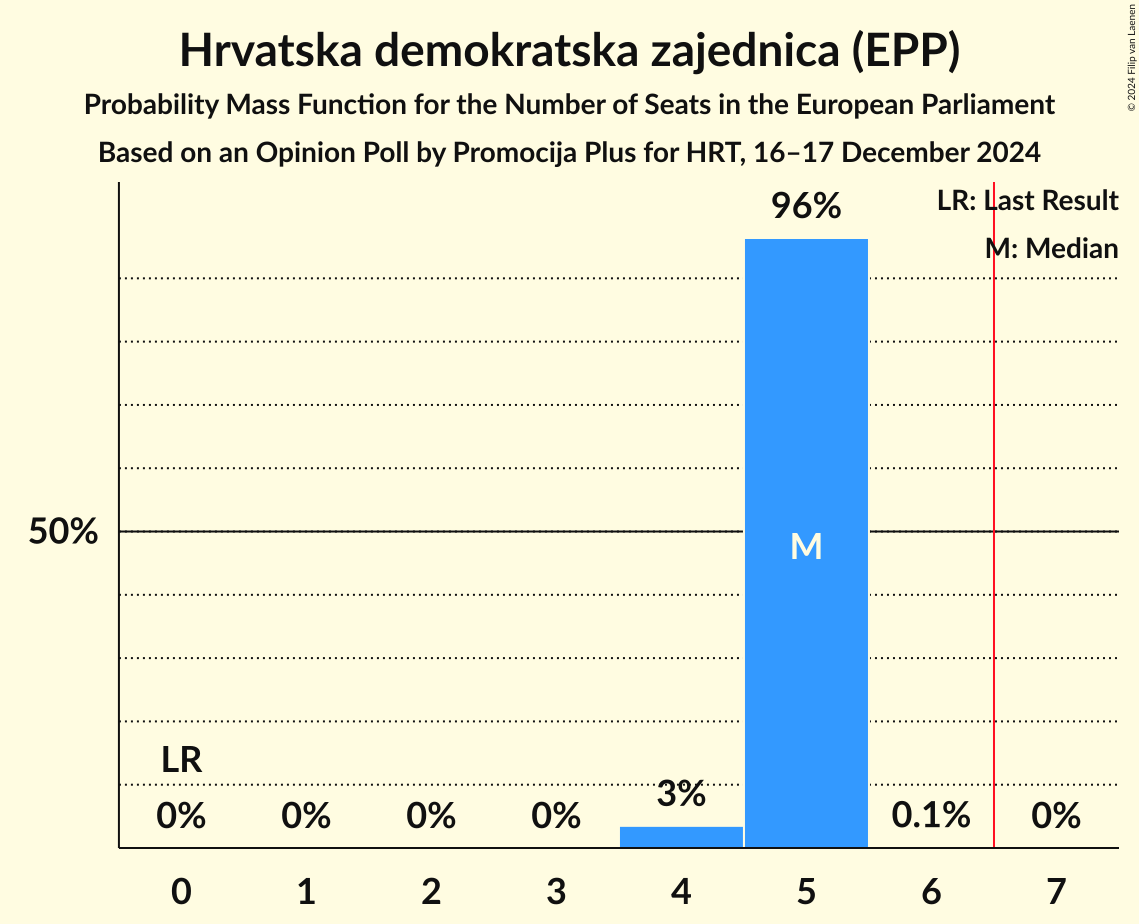 Hrvatska demokratska zajednica (EPP)
Probability Mass Function for the Number of Seats in the European Parliament
Based on an Opinion Poll by Promocija Plus for HRT, 16–17 December 2024
© 2024 Filip van Laenen
LR: Last Result
M: Median
96%
50%
M
LR
0%
0%
0%
0%
3%
0.1%
0%
0
1
2
3
4
5
6
7